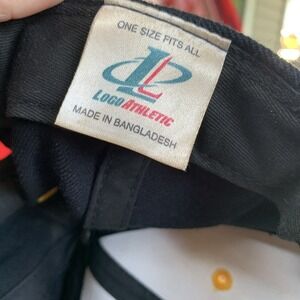 ONE SIZE FITS ALL
LOGO ATHLETIC
MADE IN BANGLADESH